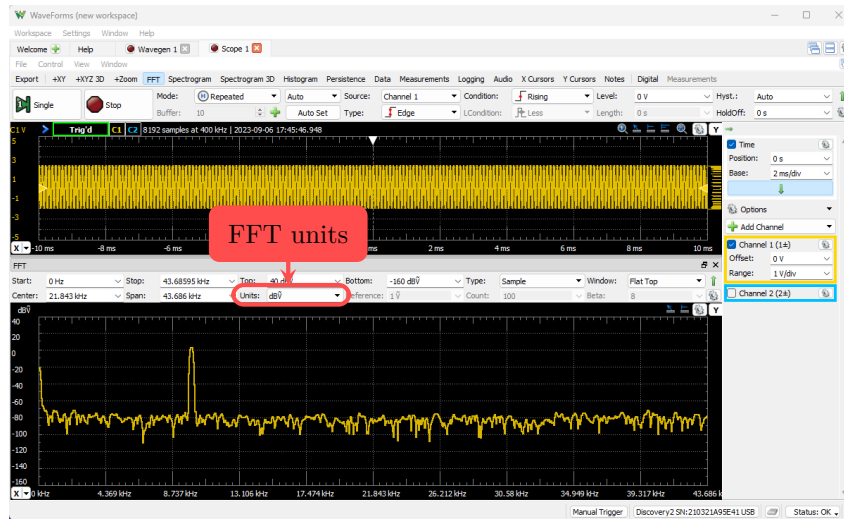 WaveForms (new workspace)
Workspace Settings Window Help
Welcome Help Wavegen 1 Scope 1
File Control View Window
Export +XY +XYZ 3D +Zoom FFT Spectrogram Spectrogram 3D Histogram Persistence Data Measurements Logging Audio X Cursors Y Cursors Notes Digital Measurements
Single Stop Mode: Repeated Auto Source: Channel 1 Condition: Rising Level: 0 V Hyst.: Auto
Buffer: 10 Auto Set Type: Edge LCondition: Less Length: 0 s HoldOff: 0 s
C1 V Trig'd C1 C2 8192 samples at 400 kHz | 2023-09-06 17:45:46.948 Y
5
3
1
-1
-3
-5
X -10 ms -8 ms -6 ms ms 2 ms 4 ms 6 ms 8 ms 10 ms
Time
Position: 0 s
Base: 2 ms/div
Options
Add Channel
Channel 1 (1±)
Offset: 0 V
Range: 1 V/div
Channel 2 (2±)
FFT units
FFT
Start: 0 Hz Stop: 43.68595 kHz Top: 40 dBṼ Bottom: -160 dBṼ Type: Sample Window: Flat Top
Center: 21.843 kHz Span: 43.686 kHz Units: dBṼ Reference: 1 Ṽ Count: 100 Beta: 8
dBṼ Y
40
20
0
-20
-40
-60
-80
-100
-120
-140
-160
X 0 kHz 4.369 kHz 8.737 kHz 13.106 kHz 17.474 kHz 21.843 kHz 26.212 kHz 30.58 kHz 34.949 kHz 39.317 kHz 43.686 k
Manual Trigger Discovery2 SN:210321A95E41 USB Status: OK